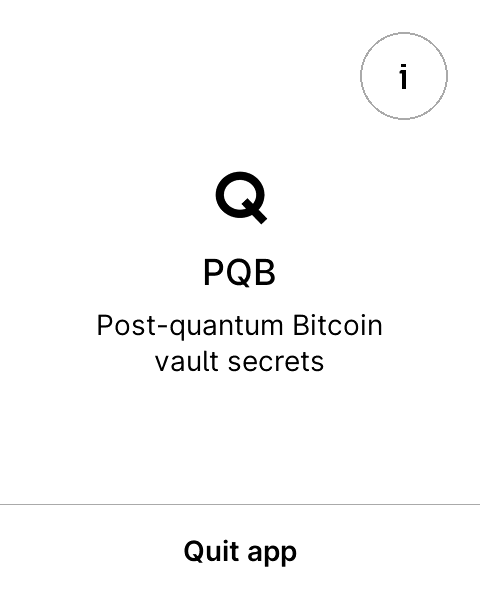 i
Q
PQB
Post-quantum Bitcoin
vault secrets
Quit app